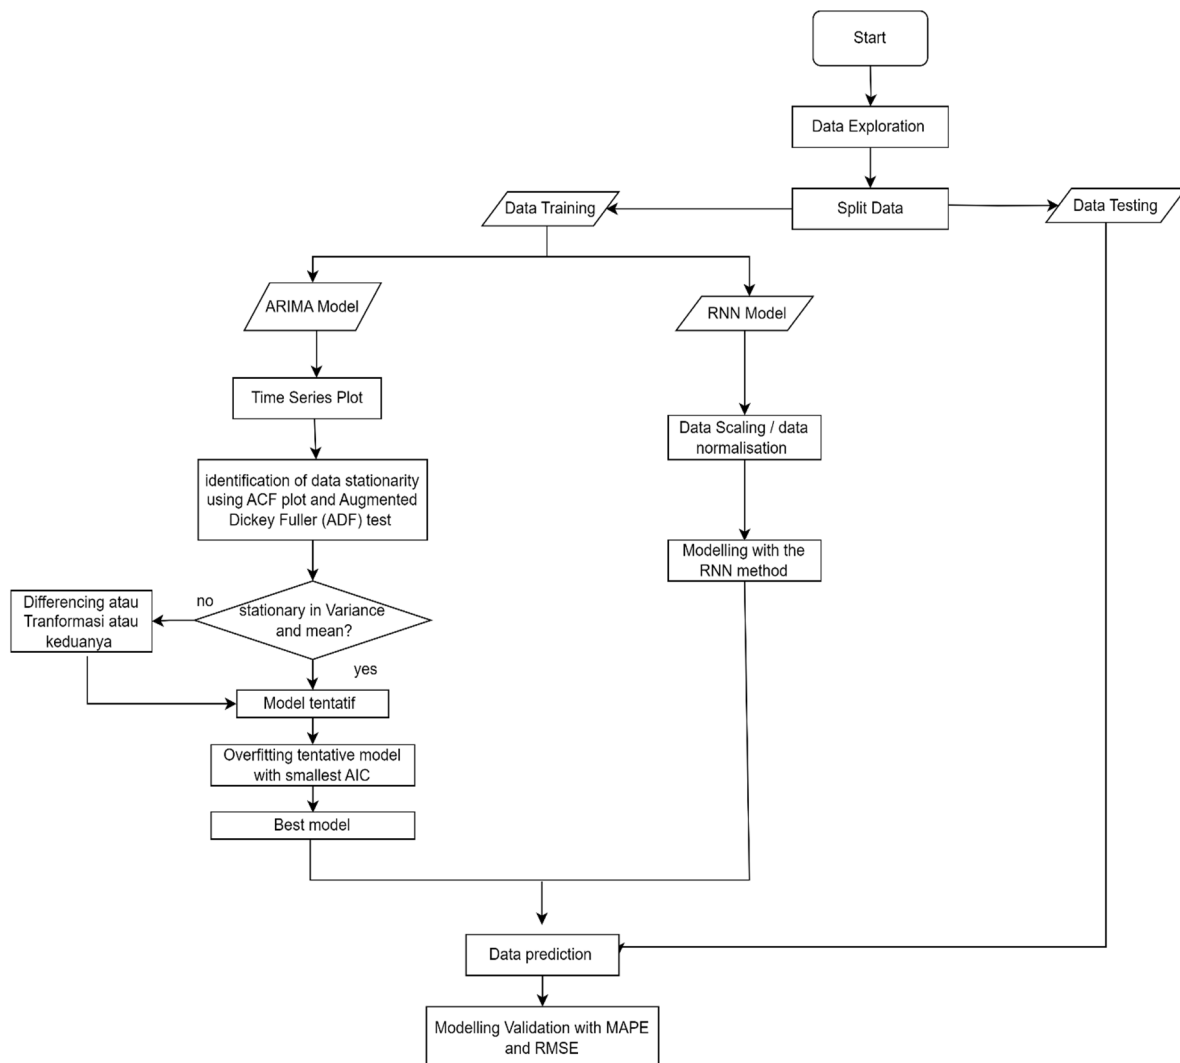 Start
Data Exploration
Data Training
Split Data
Data Testing
ARIMA Model
RNN Model
Time Series Plot
Data Scaling / data
normalisation
identification of data stationarity
using ACF plot and Augmented
Dickey Fuller (ADF) test
Modelling with the
RNN method
Differencing atau
Tranformasi atau
keduanya
no
stationary in Variance
and mean?
yes
Model tentatif
Overfitting tentative model
with smallest AIC
Best model
Data prediction
Modelling Validation with MAPE
and RMSE